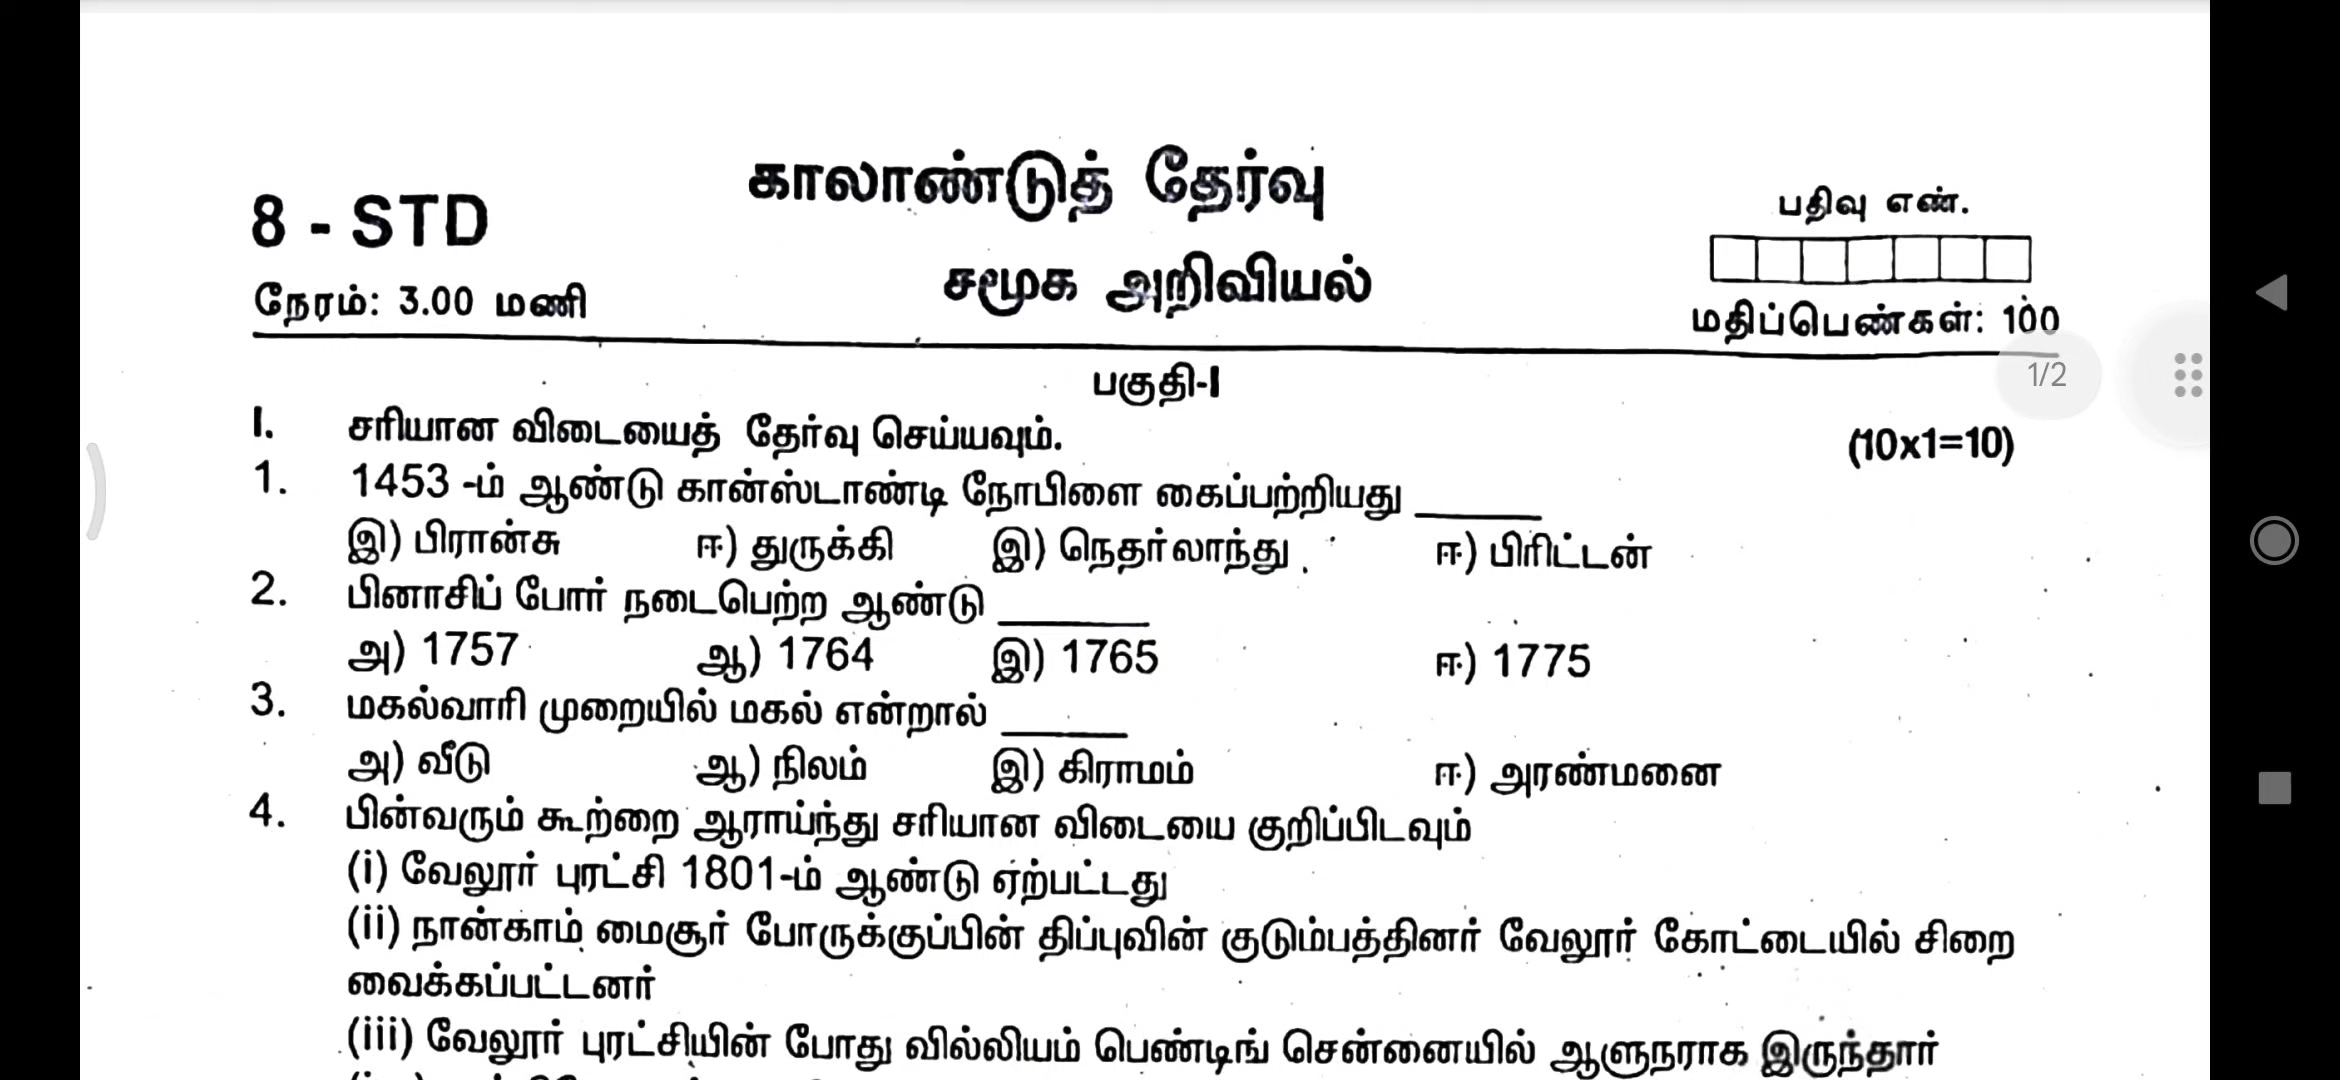 காலாண்டுத் தேர்வு
8 - STD
பதிவு எண்.
சமூக அறிவியல்
நேரம்: 3.00 மணி
மதிப்பெண்கள்: 100
1/2
பகுதி-I
I. சரியான விடையைத் தேர்வு செய்யவும். (10x1=10)
1. 1453 -ம் ஆண்டு கான்ஸ்டாண்டி நோபிளை கைப்பற்றியது ______
இ) பிரான்சு ஈ) துருக்கி இ) நெதர்லாந்து ஈ) பிரிட்டன்
2. பினாசிப் போர் நடைபெற்ற ஆண்டு ______
அ) 1757 ஆ) 1764 இ) 1765 ஈ) 1775
3. மகல்வாரி முறையில் மகல் என்றால் ______
அ) வீடு ஆ) நிலம் இ) கிராமம் ஈ) அரண்மனை
4. பின்வரும் கூற்றை ஆராய்ந்து சரியான விடையை குறிப்பிடவும்
(i) வேலூர் புரட்சி 1801-ம் ஆண்டு ஏற்பட்டது
(ii) நான்காம் மைசூர் போருக்குப்பின் திப்புவின் குடும்பத்தினர் வேலூர் கோட்டையில் சிறை
வைக்கப்பட்டனர்
(iii) வேலூர் புரட்சியின் போது வில்லியம் பெண்டிங் சென்னையில் ஆளுநராக இருந்தார்